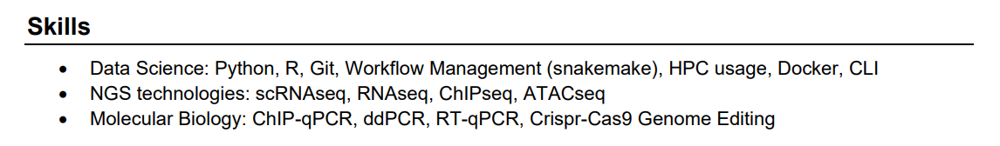 Skills
• Data Science: Python, R, Git, Workflow Management (snakemake), HPC usage, Docker, CLI
• NGS technologies: scRNAseq, RNAseq, ChIPseq, ATACseq
• Molecular Biology: ChIP-qPCR, ddPCR, RT-qPCR, Crispr-Cas9 Genome Editing